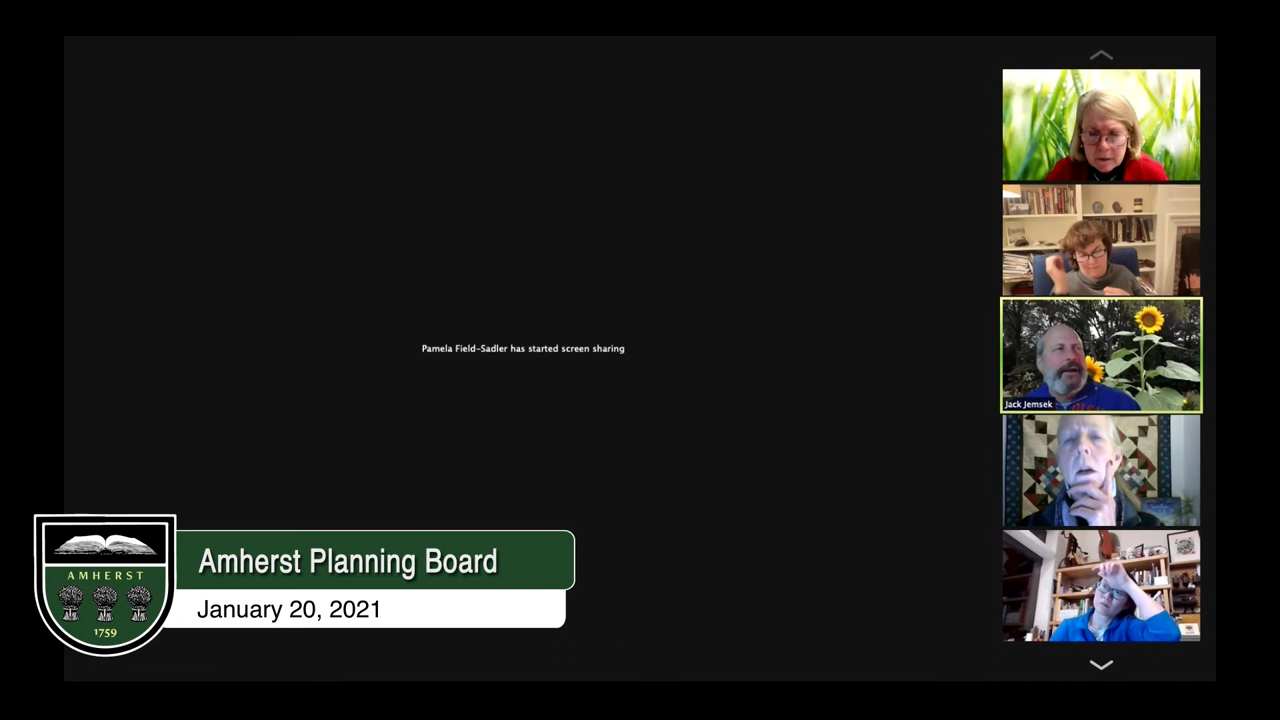 Pamela Field-Sadler has started screen sharing
Jack Jemsek
Amherst Planning Board
January 20, 2021
AMHERST
1759